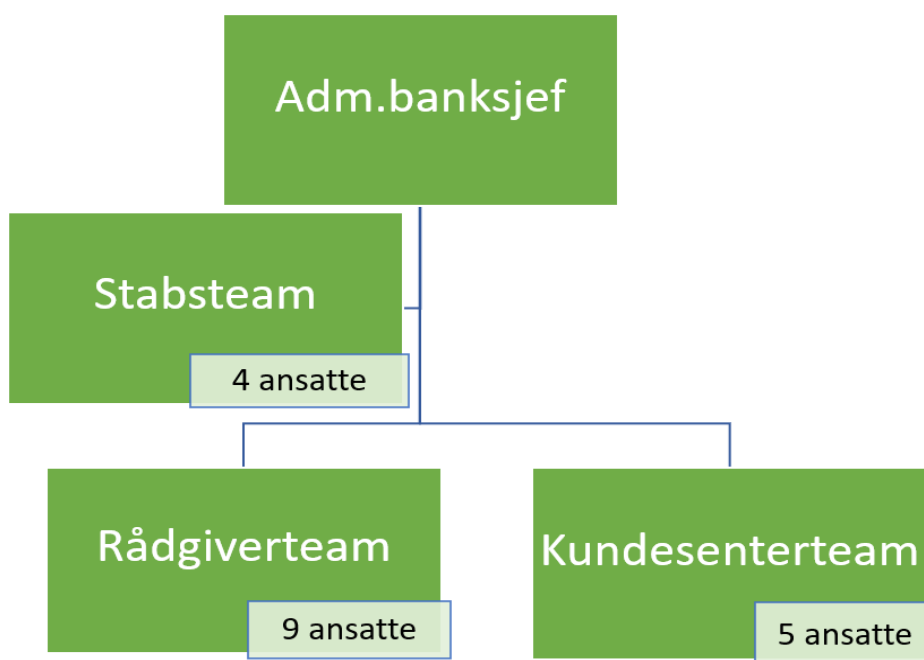 Adm.banksjef
Stabsteam
4 ansatte
Rådgiverteam
9 ansatte
Kundesenterteam
5 ansatte